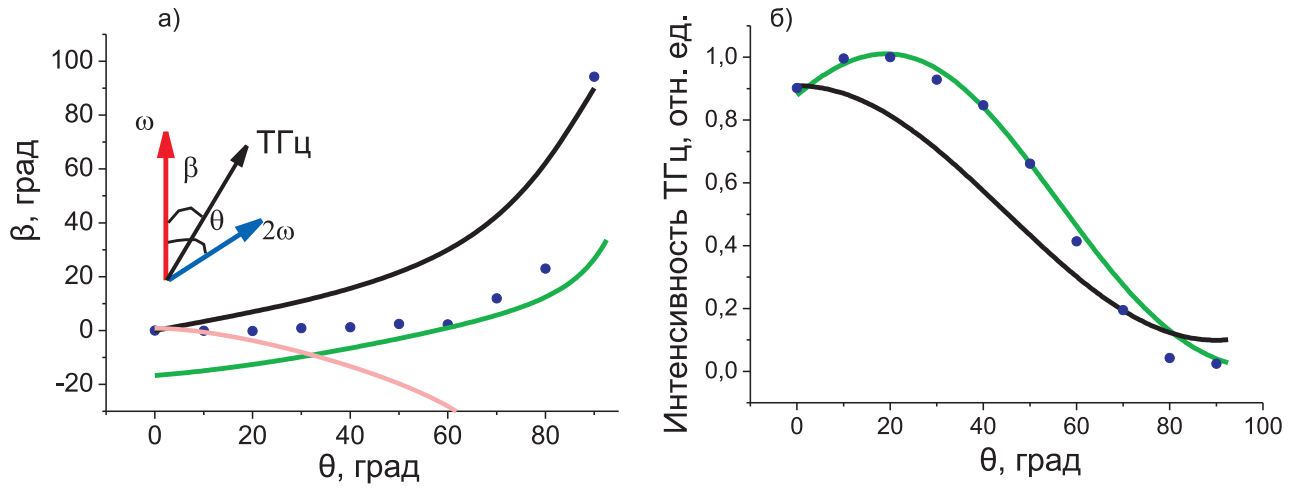 а)
β, град
100
80
60
40
20
0
-20
ω
β
ТГц
θ
2ω
0
20
40
60
80
θ, град
б)
Интенсивность ТГц, отн. ед.
1,0
0,8
0,6
0,4
0,2
0,0
0
20
40
60
80
100
θ, град